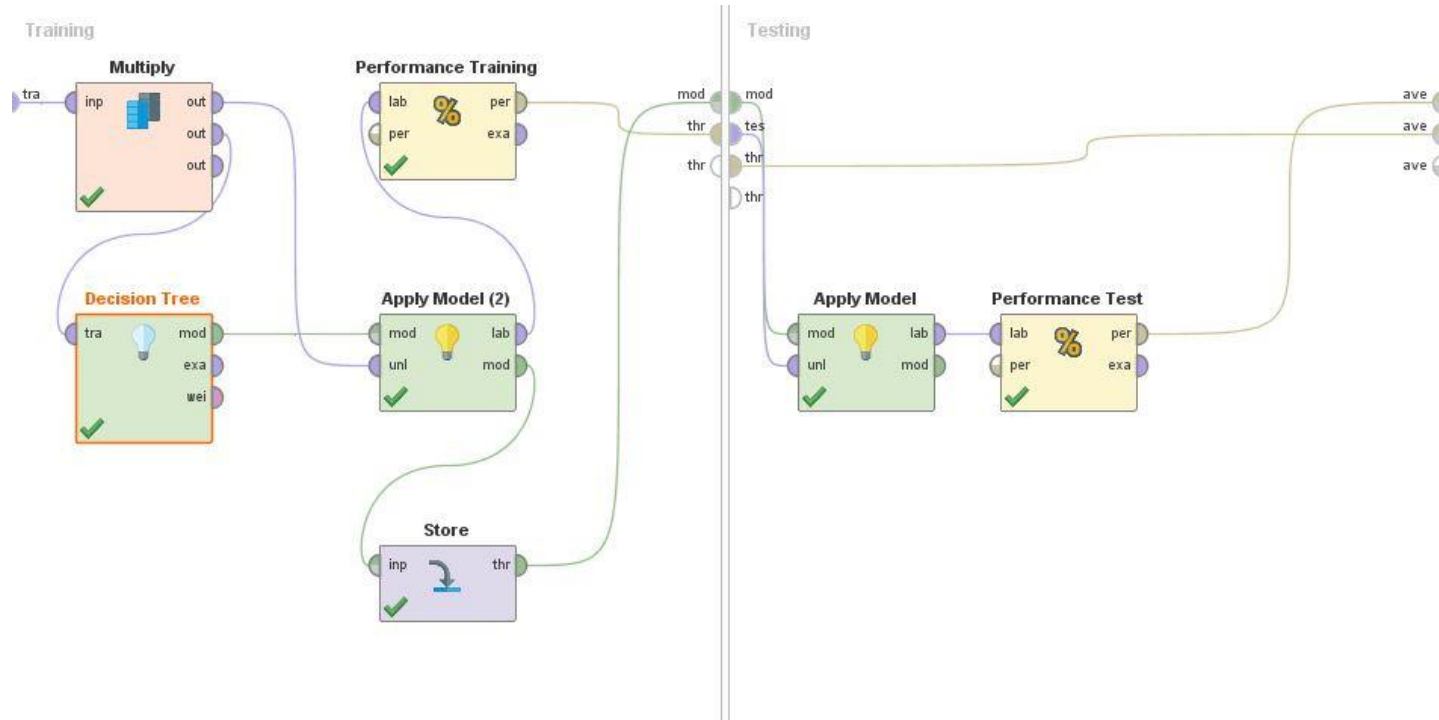 Training
Testing
Multiply
Performance Training
tra
inp
out
out
out
lab
per
per
exa
mod
thr
thr
mod
tes
thr
thr
ave
ave
ave
Decision Tree
Apply Model (2)
Apply Model
Performance Test
tra
mod
exa
wei
mod
lab
unl
mod
mod
lab
unl
mod
lab
per
per
exa
Store
inp
thr